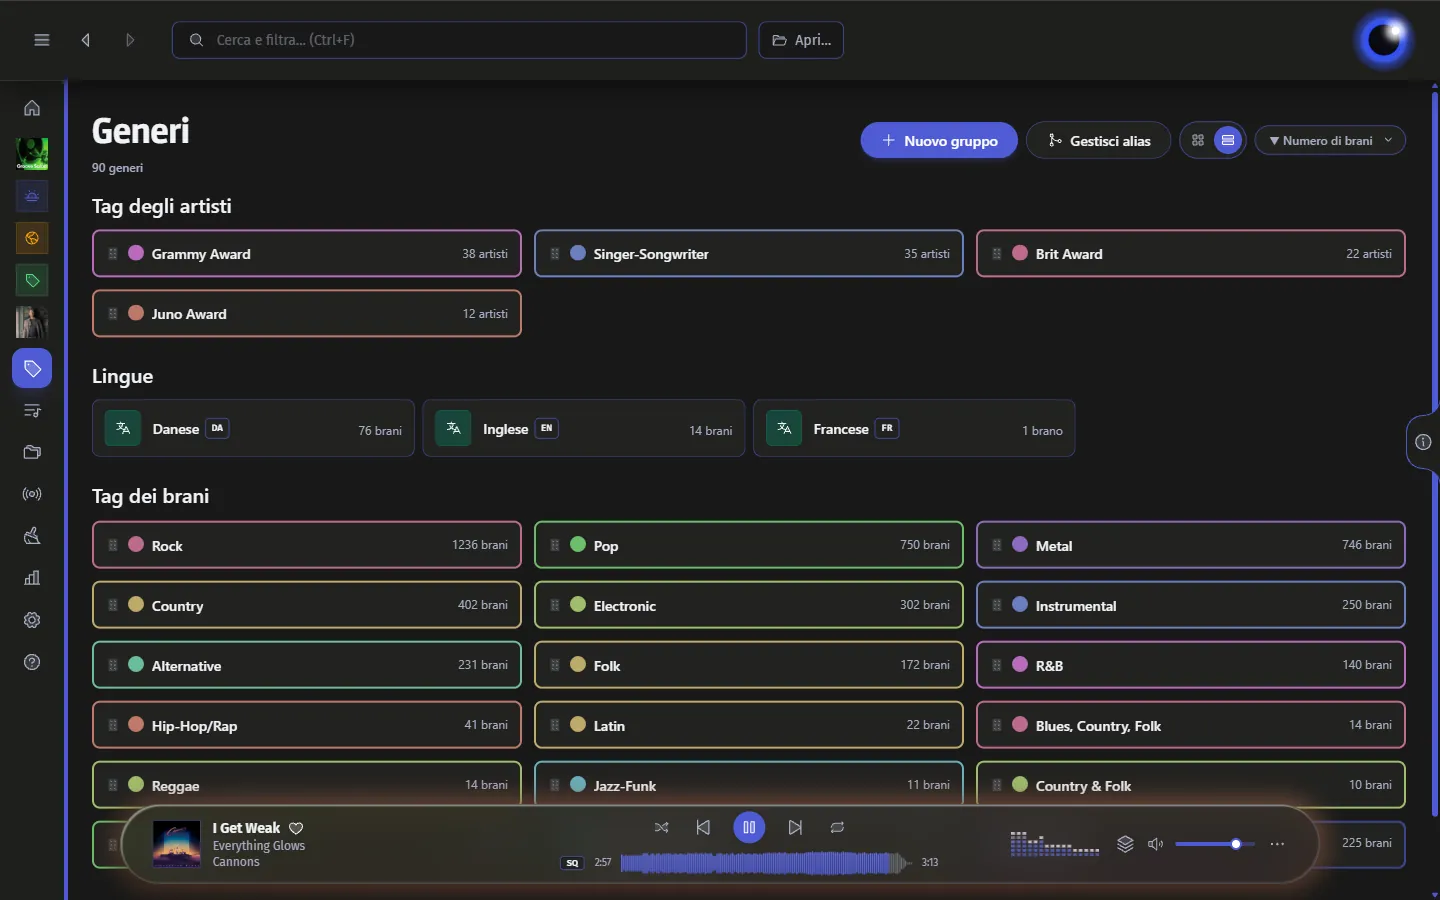 Cerca e filtra... (Ctrl+F)
Apri...
Generi
90 generi
Nuovo gruppo
Gestisci alias
▼ Numero di brani
Tag degli artisti
Grammy Award 38 artisti
Singer-Songwriter 35 artisti
Brit Award 22 artisti
Juno Award 12 artisti
Lingue
Danese DA 76 brani
Inglese EN 14 brani
Francese FR 1 brano
Tag dei brani
Rock 1236 brani
Pop 750 brani
Metal 746 brani
Country 402 brani
Electronic 302 brani
Instrumental 250 brani
Alternative 231 brani
Folk 172 brani
R&B 140 brani
Hip-Hop/Rap 41 brani
Latin 22 brani
Blues, Country, Folk 14 brani
Reggae 14 brani
Jazz-Funk 11 brani
Country & Folk 10 brani
225 brani
I Get Weak
Everything Glows
Cannons
SQ 2:57
3:13